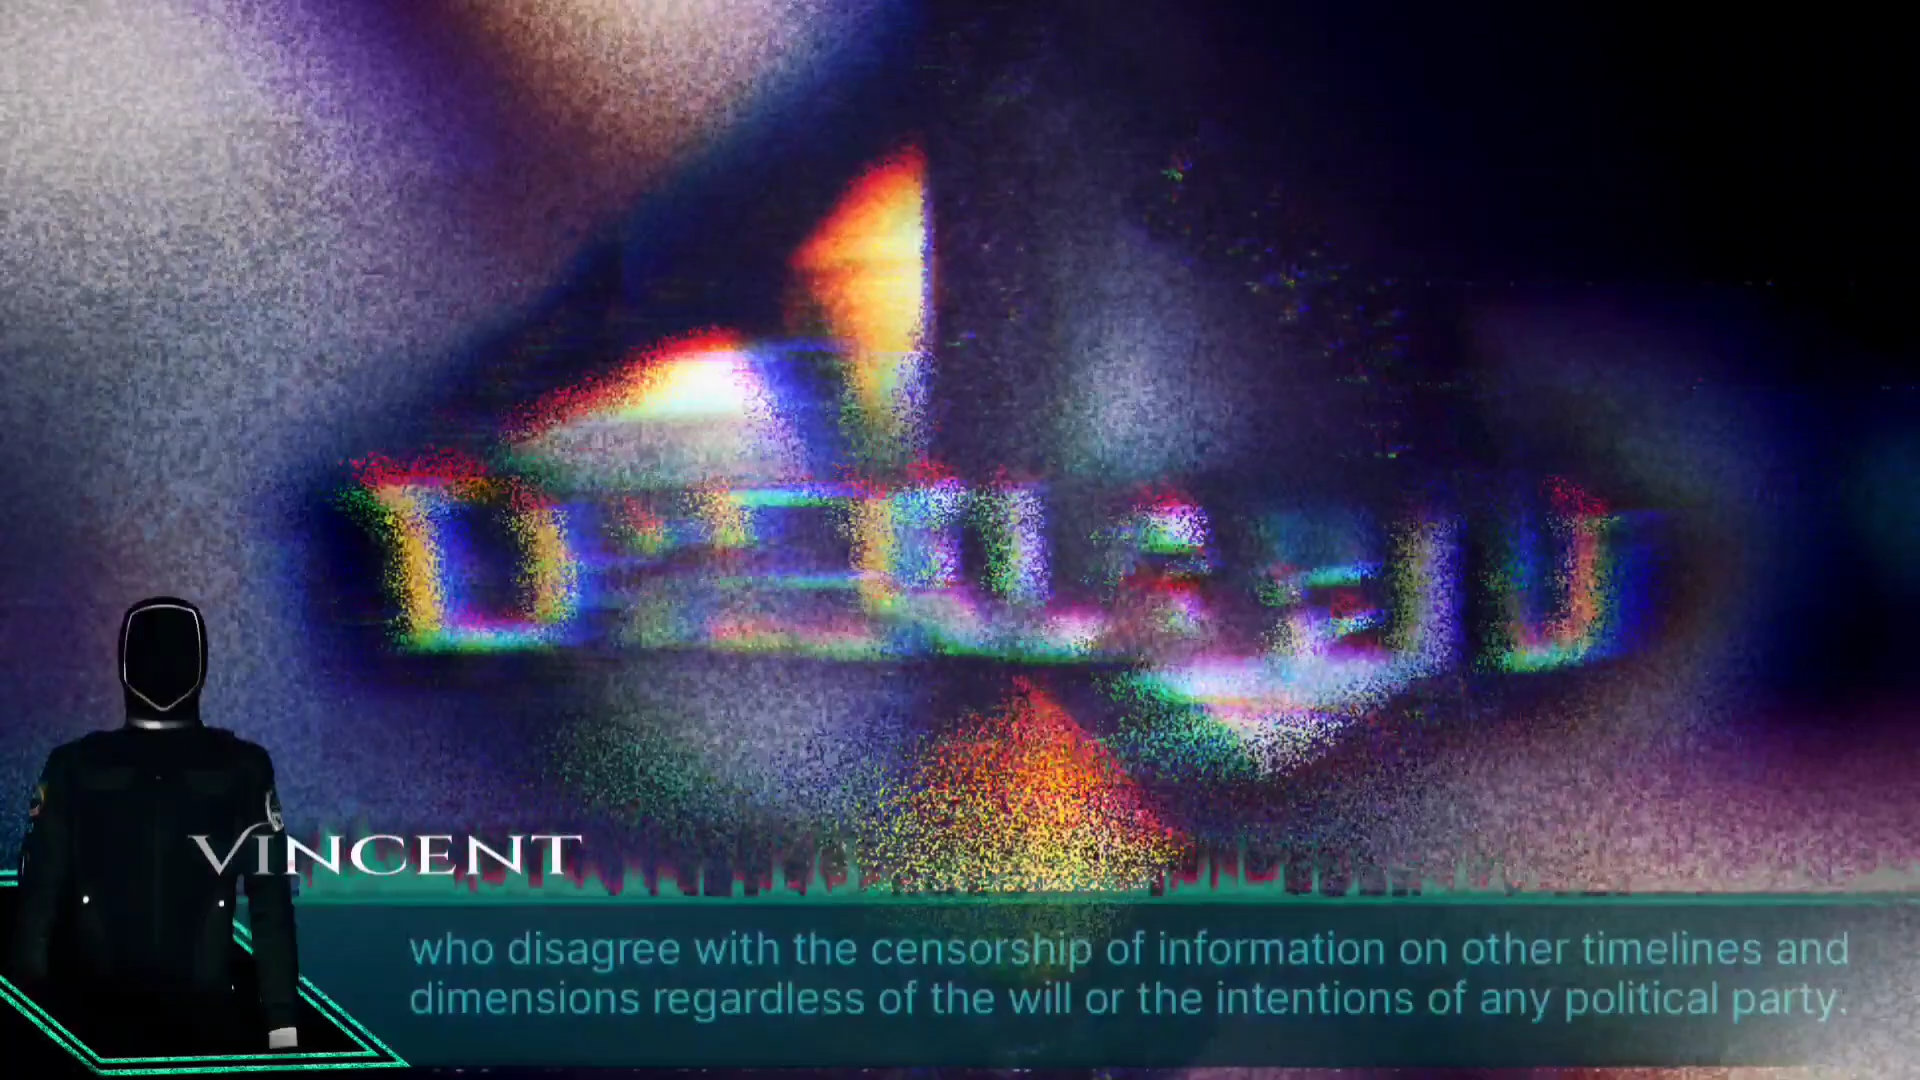 VINCENT
who disagree with the censorship of information on other timelines and
dimensions regardless of the will or the intentions of any political party.